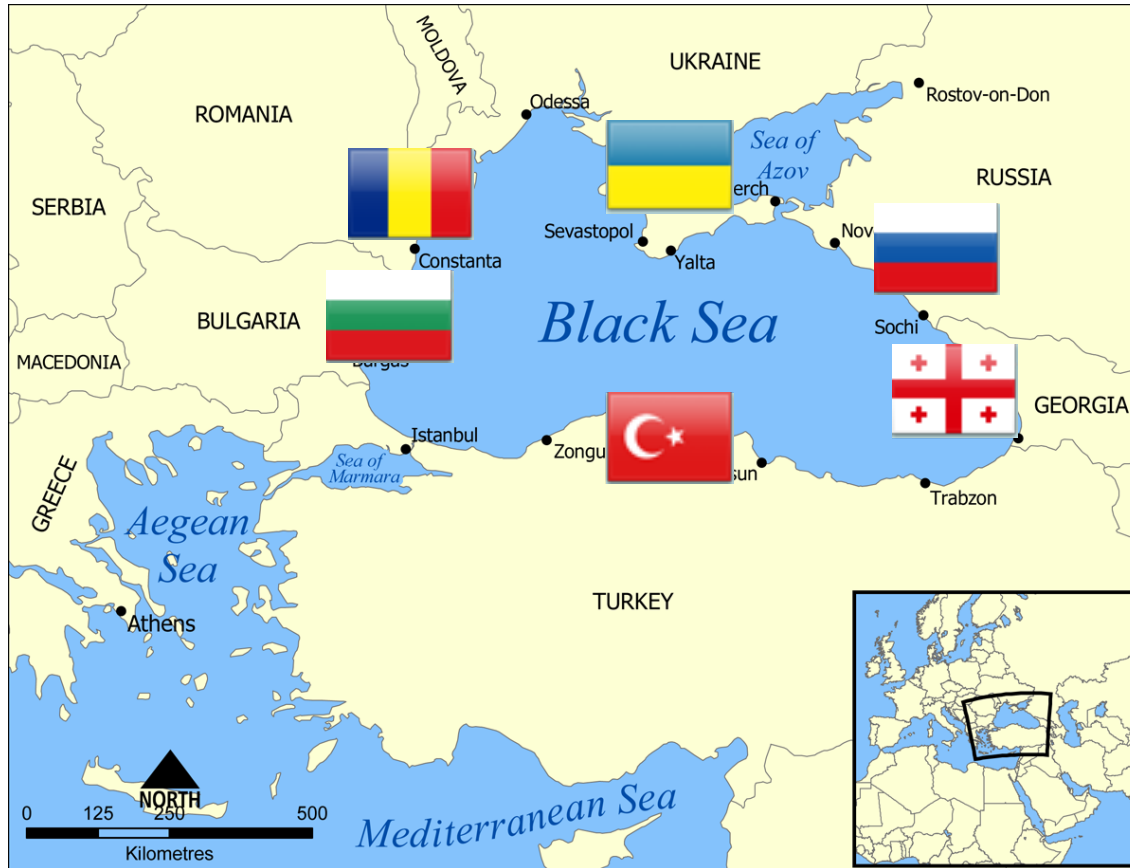 MOLDOVA
UKRAINE
Rostov-on-Don
Odessa
ROMANIA
Sea of
Azov
RUSSIA
SERBIA
erch
Sevastopol
Nov
Constanta
Yalta
BULGARIA
Black Sea
Sochi
MACEDONIA
GEORGIA
Istanbul
Zongu
Sea of
Marmara
sun
Trabzon
GREECE
Aegean
Sea
TURKEY
Athens
NORTH
0 125 250 500
Kilometres
Mediterranean Sea